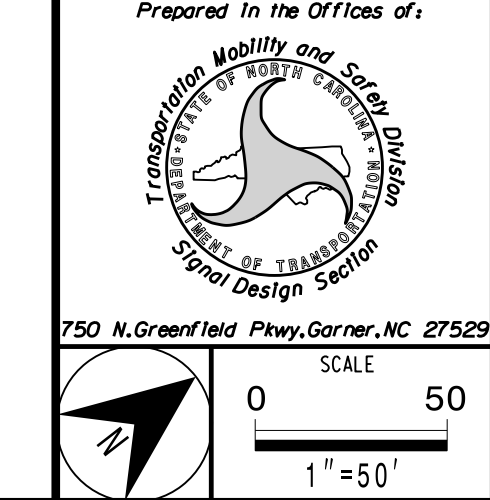 Prepared in the Offices of:
Transportation Mobility and Safety Division
STATE OF NORTH CAROLINA
DEPARTMENT OF TRANSPORTATION
Signal Design Section
750 N.Greenfield Pkwy,Garner,NC 27529
N
SCALE
0 50
1"=50'